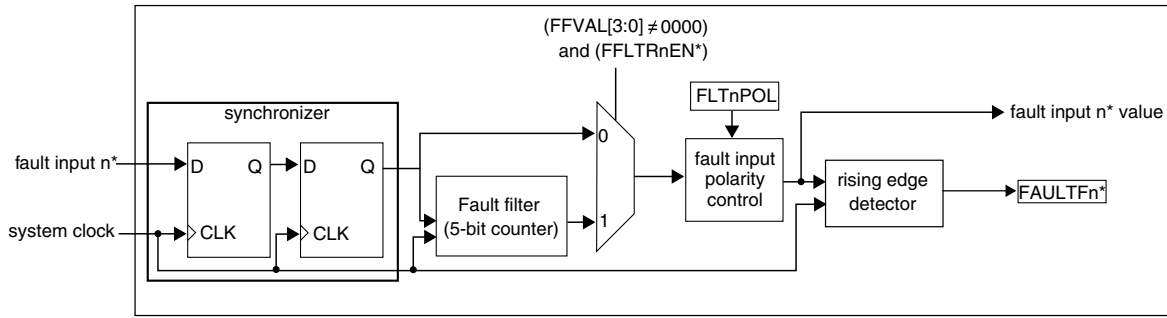 (FFVAL[3:0] ≠ 0000)
and (FFLTRnEN*)
synchronizer
FLTnPOL
fault input n* value
0
fault input n*
D
Q
D
Q
fault input
polarity
control
rising edge
detector
FAULTFn*
Fault filter
(5-bit counter)
1
system clock
CLK
CLK